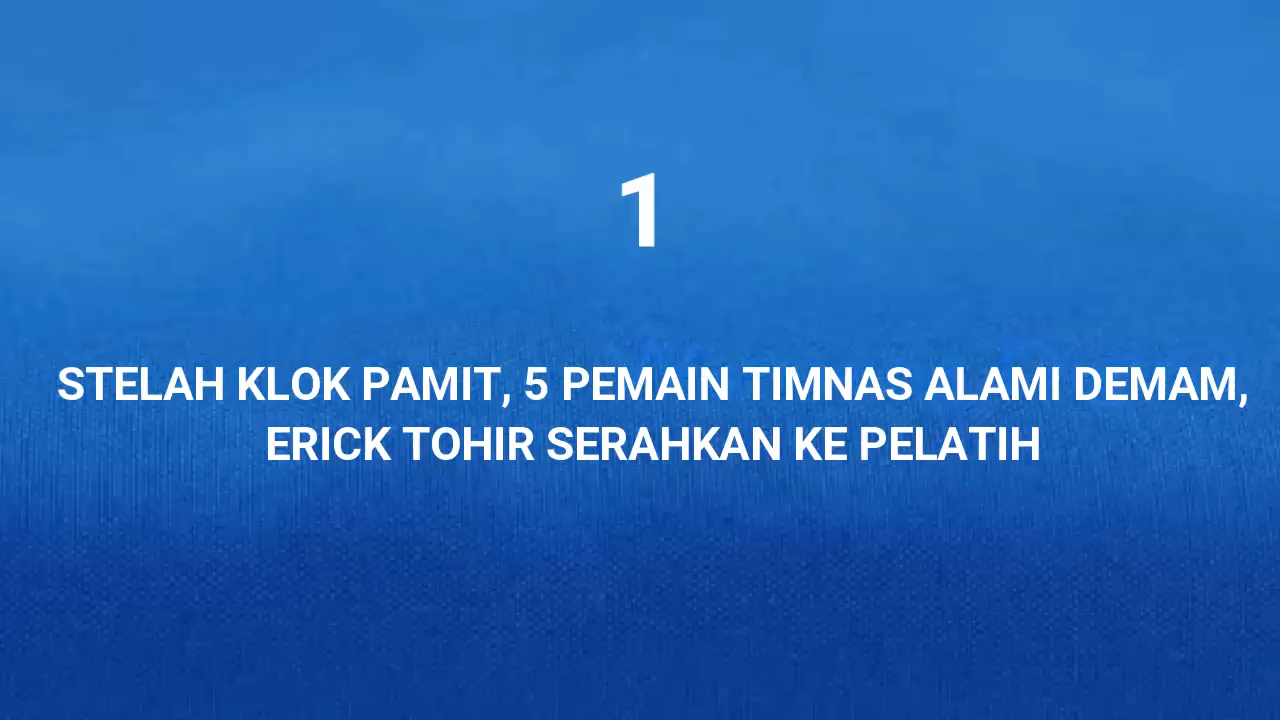 1
STELAH KLOK PAMIT, 5 PEMAIN TIMNAS ALAMI DEMAM,
ERICK TOHIR SERAHKAN KE PELATIH